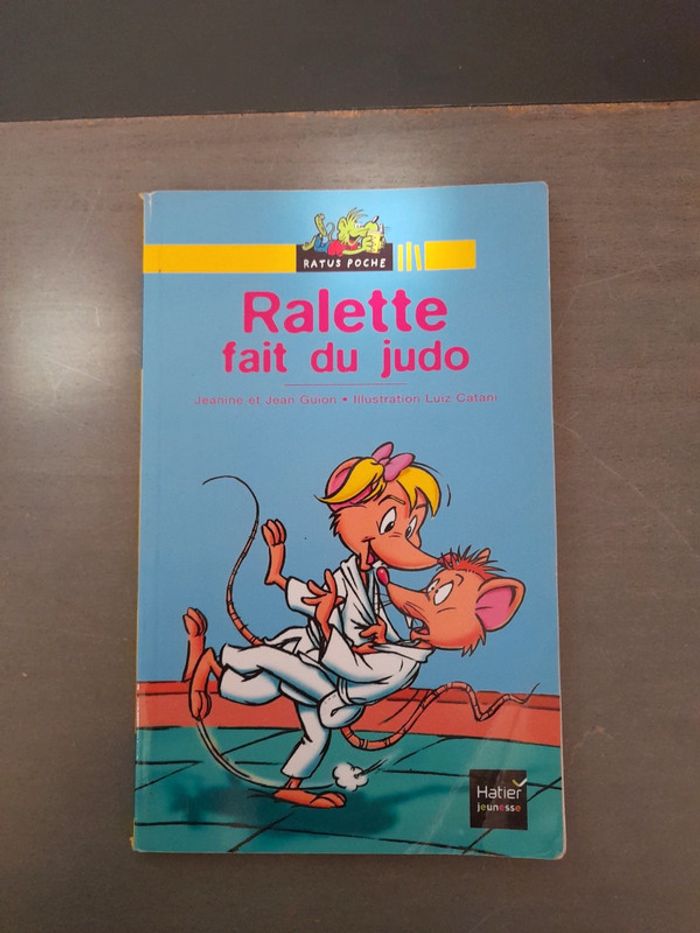 RATUS POCHE
Ralette
fait du judo
Jeanine et Jean Guion • Illustration Luiz Catani
Hatier
jeunesse